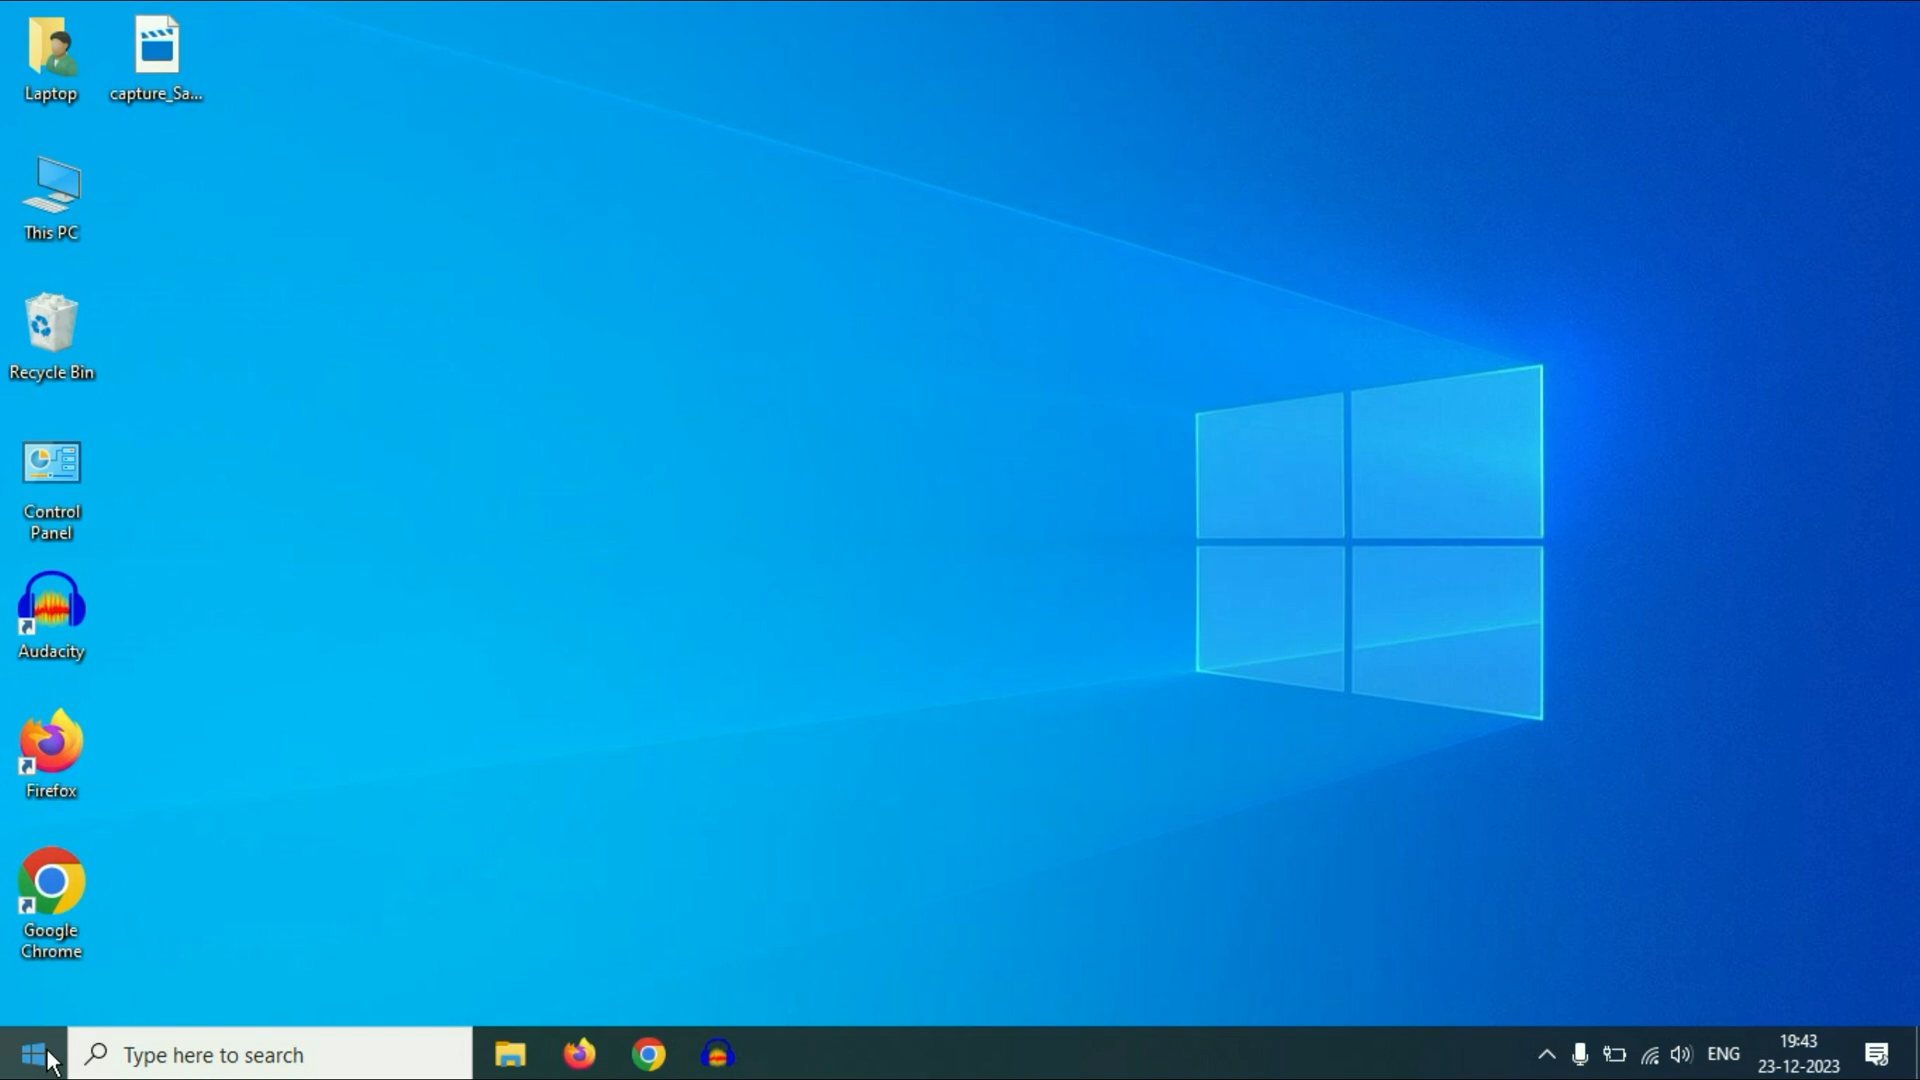 Laptop
capture_Sa...
This PC
Recycle Bin
Control
Panel
Audacity
Firefox
Google
Chrome
Type here to search
ENG
19:43
23-12-2023